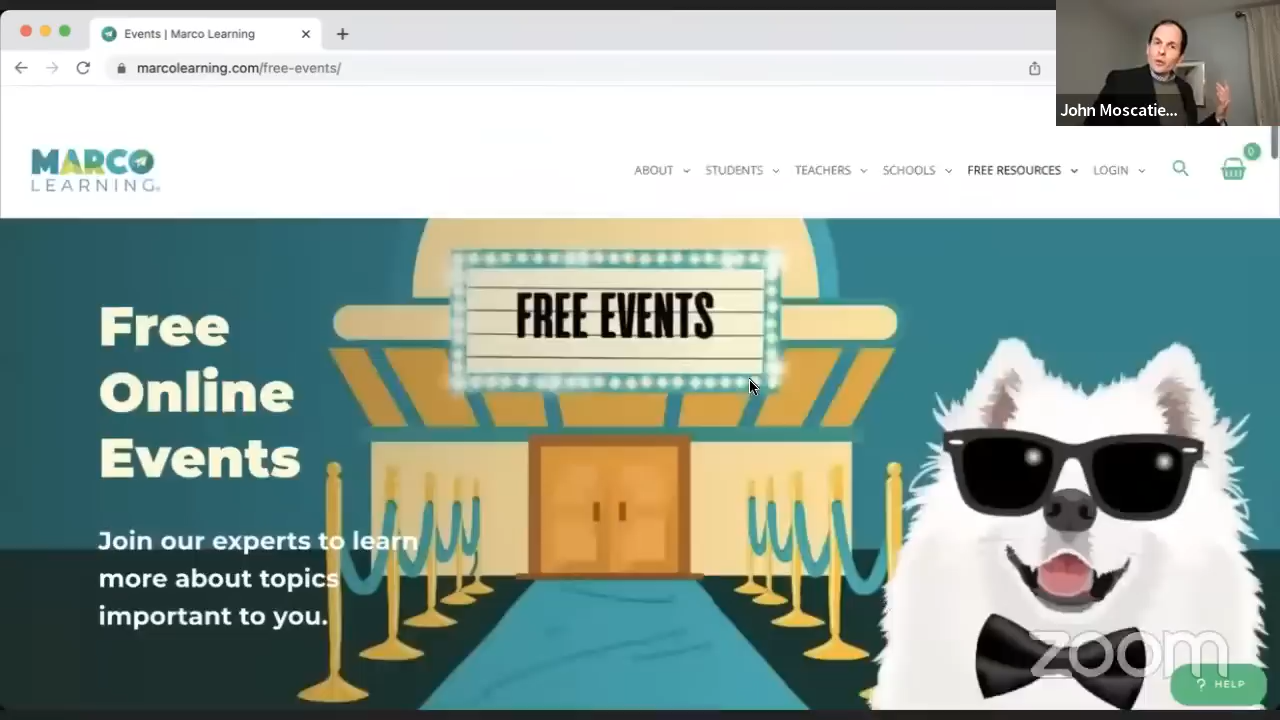 Events | Marco Learning
marcolearning.com/free-events/
John Moscatie...
MARCO
LEARNING®
ABOUT
STUDENTS
TEACHERS
SCHOOLS
FREE RESOURCES
LOGIN
0
FREE EVENTS
Free
Online
Events
Join our experts to learn
more about topics
important to you.
zoom
? HELP